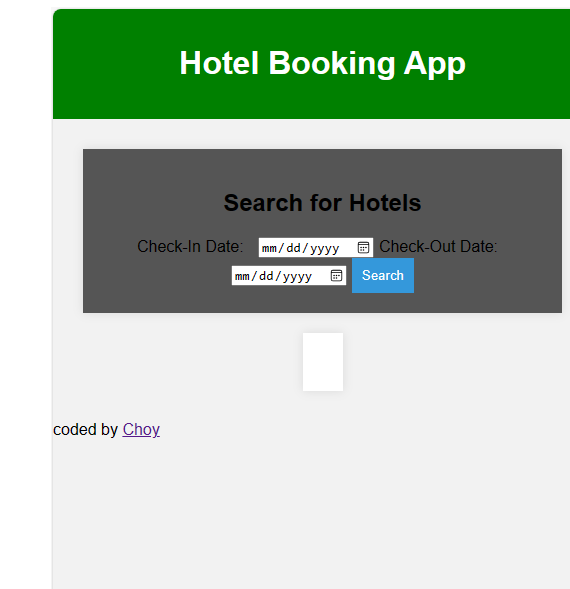 Hotel Booking App
Search for Hotels
Check-In Date: mm/dd/yyyy Check-Out Date:
mm/dd/yyyy Search
coded by Choy